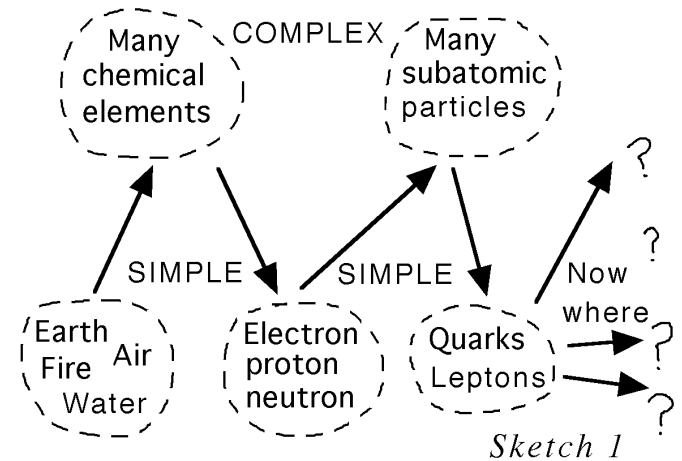 Many
chemical
elements
COMPLEX
Many
subatomic
particles
?
?
SIMPLE
SIMPLE
Now
where
Earth
Fire Air
Water
Electron
proton
neutron
Quarks
Leptons
?
?
Sketch 1